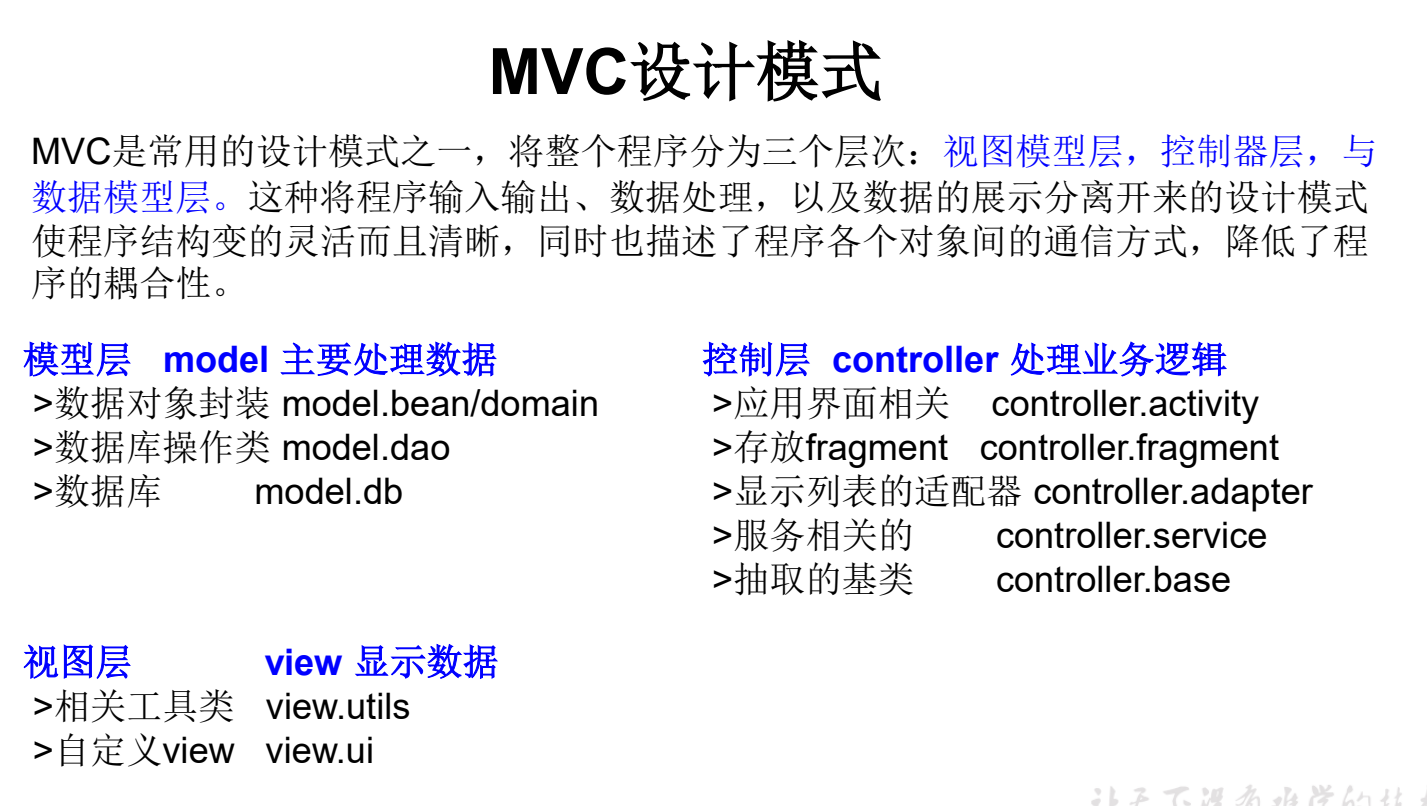 MVC设计模式
MVC是常用的设计模式之一，将整个程序分为三个层次：视图模型层，控制器层，与
数据模型层。这种将程序输入输出、数据处理，以及数据的展示分离开来的设计模式
使程序结构变的灵活而且清晰，同时也描述了程序各个对象间的通信方式，降低了程
序的耦合性。
模型层 model 主要处理数据
>数据对象封装 model.bean/domain
>数据库操作类 model.dao
>数据库 model.db
控制层 controller 处理业务逻辑
>应用界面相关 controller.activity
>存放fragment controller.fragment
>显示列表的适配器 controller.adapter
>服务相关的 controller.service
>抽取的基类 controller.base
视图层 view 显示数据
>相关工具类 view.utils
>自定义view view.ui